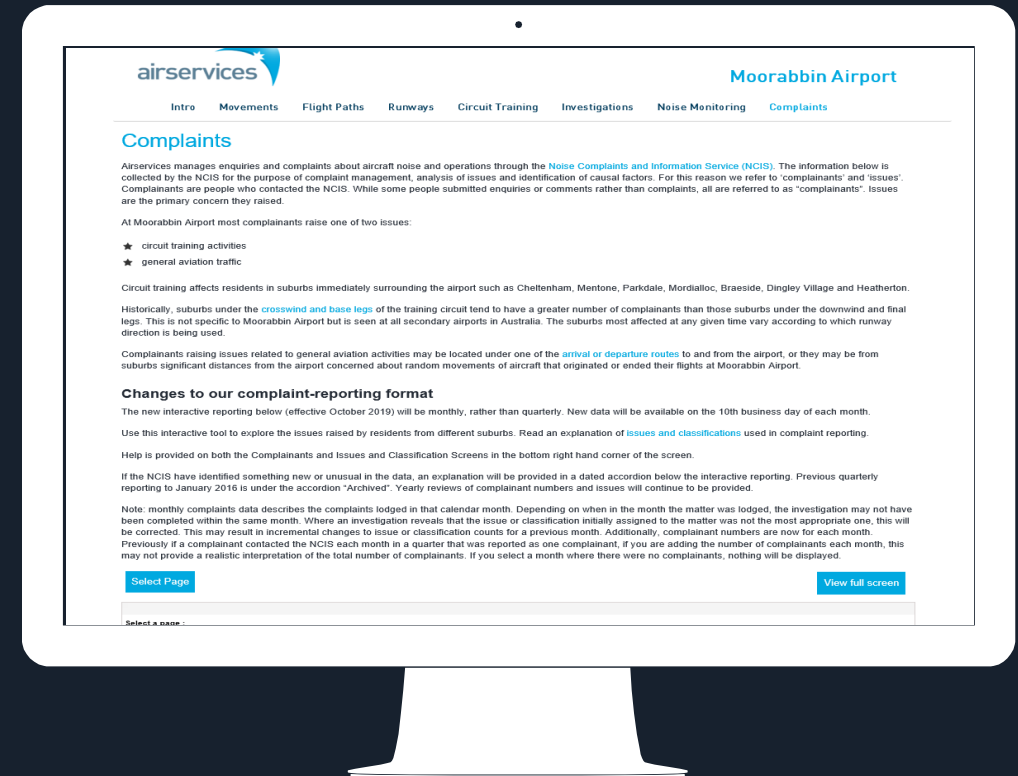 airservices
Moorabbin Airport
Intro Movements Flight Paths Runways Circuit Training Investigations Noise Monitoring Complaints
Complaints
Airservices manages enquiries and complaints about aircraft noise and operations through the Noise Complaints and Information Service (NCIS). The information below is
collected by the NCIS for the purpose of complaint management, analysis of issues and identification of causal factors. For this reason we refer to ‘complainants’ and ‘issues’.
Complainants are people who contacted the NCIS. While some people submitted enquiries or comments rather than complaints, all are referred to as “complainants”. Issues
are the primary concern they raised.
At Moorabbin Airport most complainants raise one of two issues:
circuit training activities
general aviation traffic
Circuit training affects residents in suburbs immediately surrounding the airport such as Cheltenham, Mentone, Parkdale, Mordialloc, Braeside, Dingley Village and Heatherton.
Historically, suburbs under the crosswind and base legs of the training circuit tend to have a greater number of complainants than those suburbs under the downwind and final
legs. This is not specific to Moorabbin Airport but is seen at all secondary airports in Australia. The suburbs most affected at any given time vary according to which runway
direction is being used.
Complainants raising issues related to general aviation activities may be located under one of the arrival or departure routes to and from the airport, or they may be from
suburbs significant distances from the airport concerned about random movements of aircraft that originated or ended their flights at Moorabbin Airport.
Changes to our complaint-reporting format
The new interactive reporting below (effective October 2019) will be monthly, rather than quarterly. New data will be available on the 10th business day of each month.
Use this interactive tool to explore the issues raised by residents from different suburbs. Read an explanation of issues and classifications used in complaint reporting.
Help is provided on both the Complainants and Issues and Classification Screens in the bottom right hand corner of the screen.
If the NCIS have identified something new or unusual in the data, an explanation will be provided in a dated accordion below the interactive reporting. Previous quarterly
reporting to January 2016 is under the accordion “Archived”. Yearly reviews of complainant numbers and issues will continue to be provided.
Note: monthly complaints data describes the complaints lodged in that calendar month. Depending on when in the month the matter was lodged, the investigation may not have
been completed within the same month. Where an investigation reveals that the issue or classification initially assigned to the matter was not the most appropriate one, this will
be corrected. This may result in incremental changes to issue or classification counts for a previous month. Additionally, complainant numbers are now for each month.
Previously if a complainant contacted the NCIS each month in a quarter that was reported as one complainant, if you are adding the number of complainants each month, this
may not provide a realistic interpretation of the total number of complainants. If you select a month where there were no complainants, nothing will be displayed.
Select Page
View full screen
Select a page :